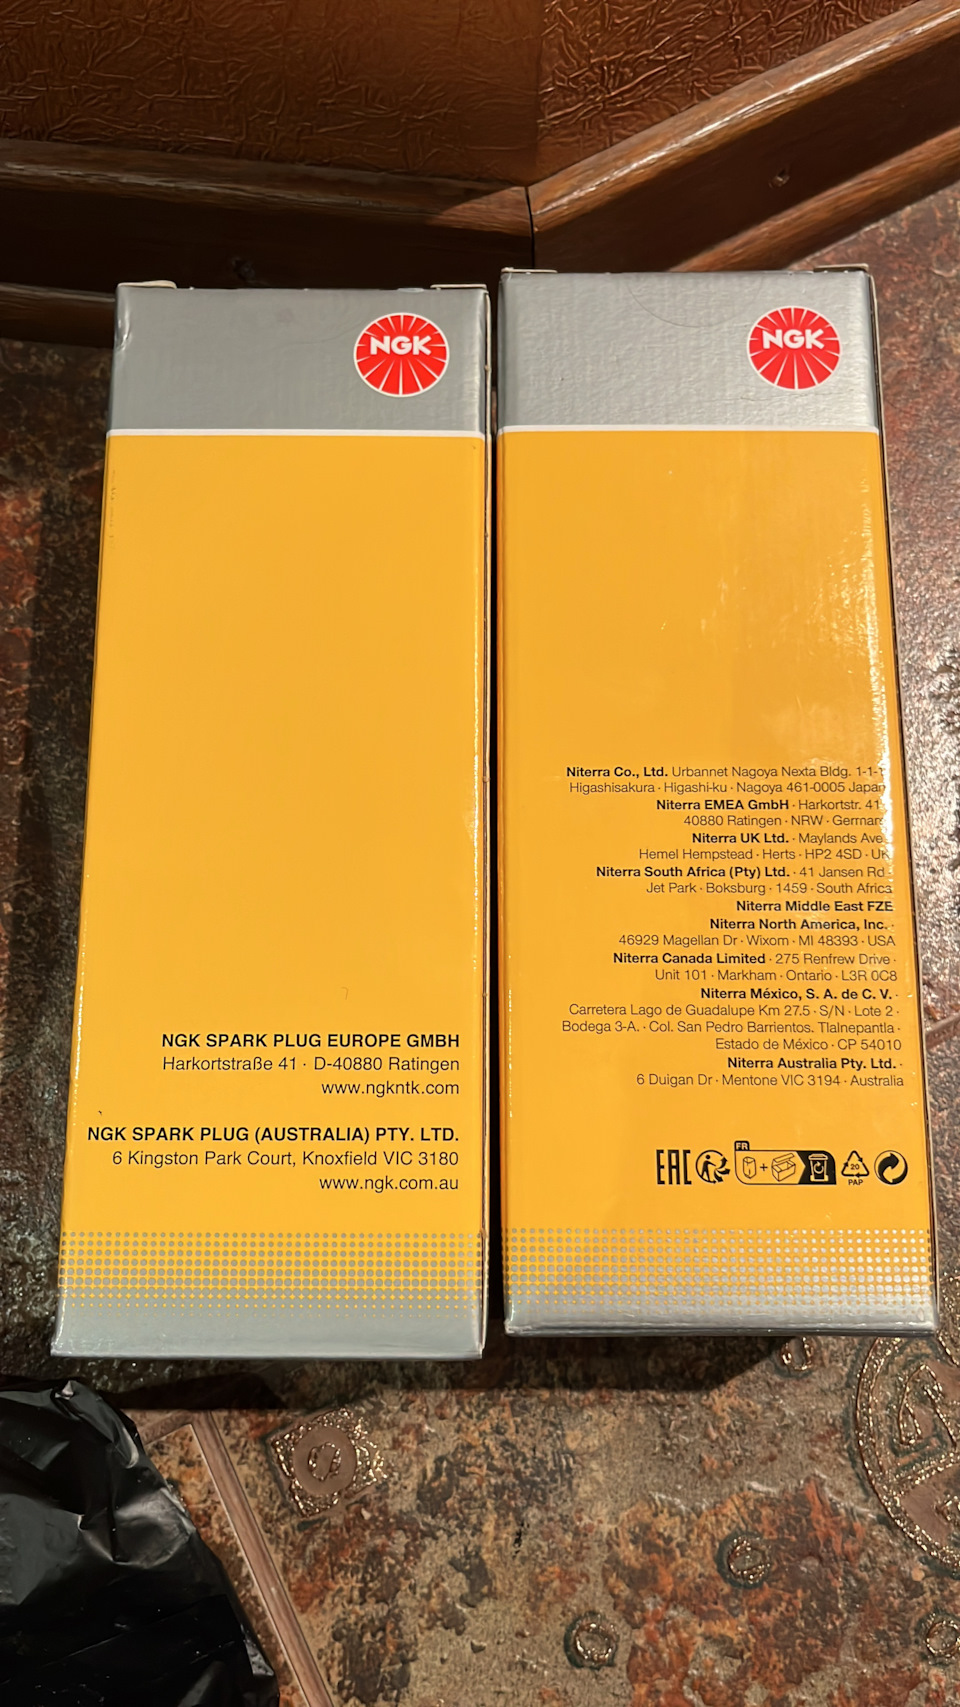 NGK
NGK SPARK PLUG EUROPE GMBH
Harkortstraße 41 · D-40880 Ratingen
www.ngkntk.com
NGK SPARK PLUG (AUSTRALIA) PTY. LTD.
6 Kingston Park Court, Knoxfield VIC 3180
www.ngk.com.au
NGK
Niterra Co., Ltd. Urbannet Nagoya Nexta Bldg. 1-1-1
Higashisakura · Higashi-ku · Nagoya 461-0005 Japan
Niterra EMEA GmbH · Harkortstr. 41
40880 Ratingen · NRW · Germany
Niterra UK Ltd. · Maylands Ave
Hemel Hempstead · Herts · HP2 4SD · UK
Niterra South Africa (Pty) Ltd. · 41 Jansen Rd ·
Jet Park · Boksburg · 1459 · South Africa
Niterra Middle East FZE
Niterra North America, Inc. ·
46929 Magellan Dr · Wixom · MI 48393 · USA
Niterra Canada Limited · 275 Renfrew Drive ·
Unit 101 · Markham · Ontario · L3R 0C8
Niterra México, S. A. de C. V. ·
Carretera Lago de Guadalupe Km 27.5 · S/N · Lote 2 ·
Bodega 3-A. · Col. San Pedro Barrientos. Tlalnepantla ·
Estado de México · CP 54010
Niterra Australia Pty. Ltd. ·
6 Duigan Dr · Mentone VIC 3194 · Australia
EAC FR + 20
PAP